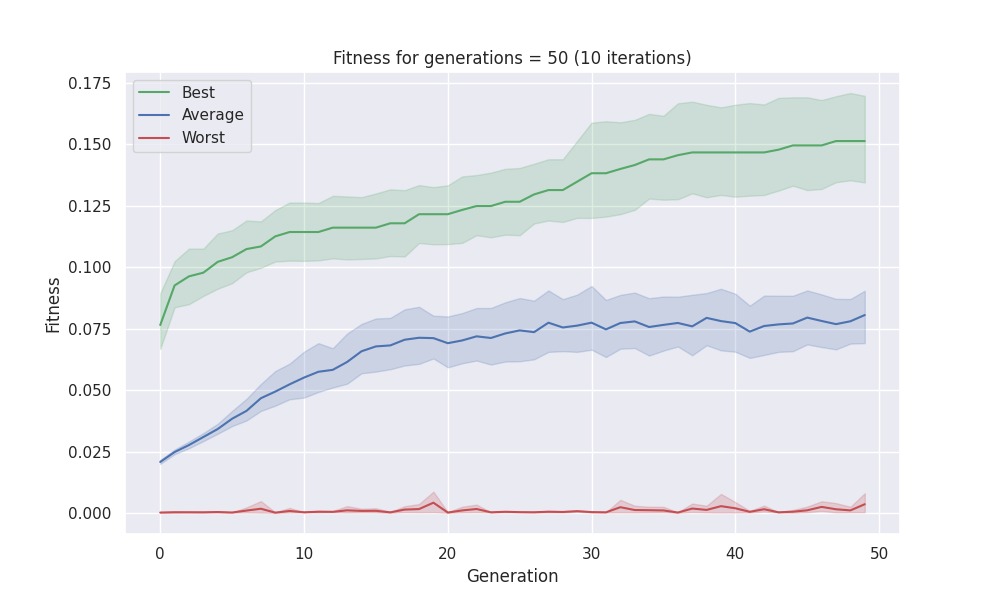 Fitness for generations = 50 (10 iterations)
0.175
0.150
0.125
0.100
0.075
0.050
0.025
0.000
Fitness
Best
Average
Worst
0 10 20 30 40 50
Generation